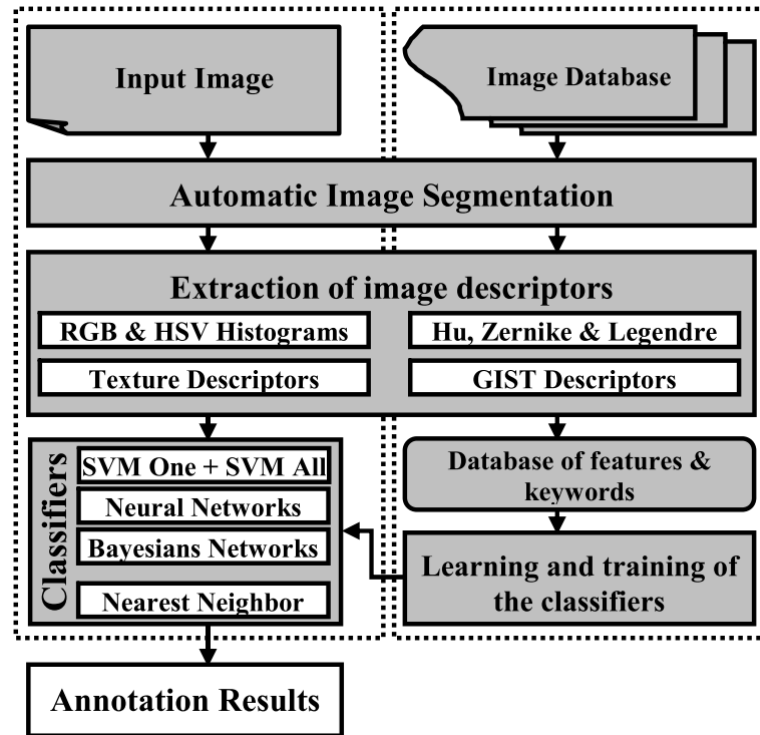 Input Image
Image Database
Automatic Image Segmentation
Extraction of image descriptors
RGB & HSV Histograms
Hu, Zernike & Legendre
Texture Descriptors
GIST Descriptors
Classifiers
SVM One + SVM All
Neural Networks
Bayesians Networks
Nearest Neighbor
Database of features &
keywords
Learning and training of
the classifiers
Annotation Results